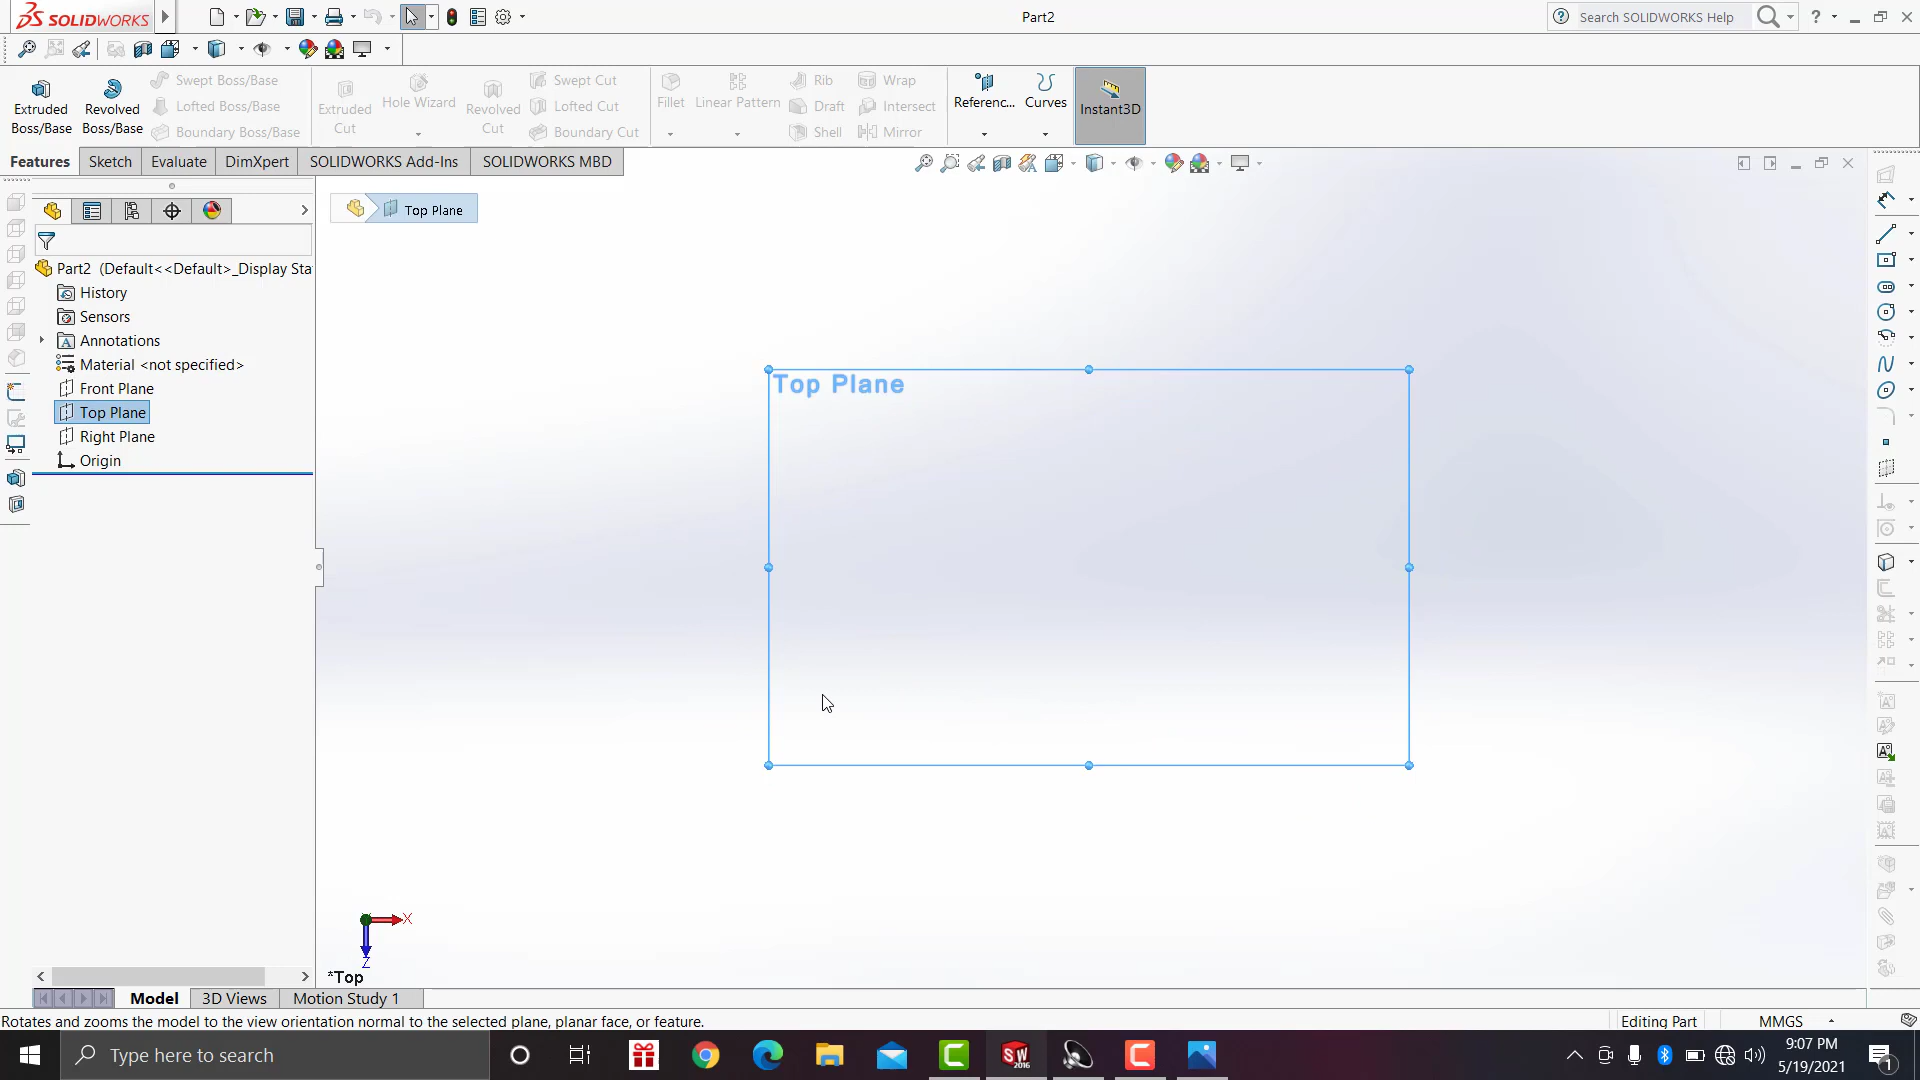 SOLIDWORKS
Part2
Search SOLIDWORKS Help
Extruded Boss/Base
Revolved Boss/Base
Swept Boss/Base
Lofted Boss/Base
Boundary Boss/Base
Extruded Cut
Hole Wizard
Revolved Cut
Swept Cut
Lofted Cut
Boundary Cut
Fillet
Linear Pattern
Rib
Draft
Shell
Wrap
Intersect
Mirror
Referenc...
Curves
Instant3D
Features
Sketch
Evaluate
DimXpert
SOLIDWORKS Add-Ins
SOLIDWORKS MBD
Top Plane
Part2 (Default<<Default>_Display Sta
History
Sensors
Annotations
Material <not specified>
Front Plane
Top Plane
Right Plane
Origin
Top Plane
X
Z
*Top
Model
3D Views
Motion Study 1
Rotates and zooms the model to the view orientation normal to the selected plane, planar face, or feature.
Editing Part
MMGS
Type here to search
SW
2016
9:07 PM
5/19/2021
1